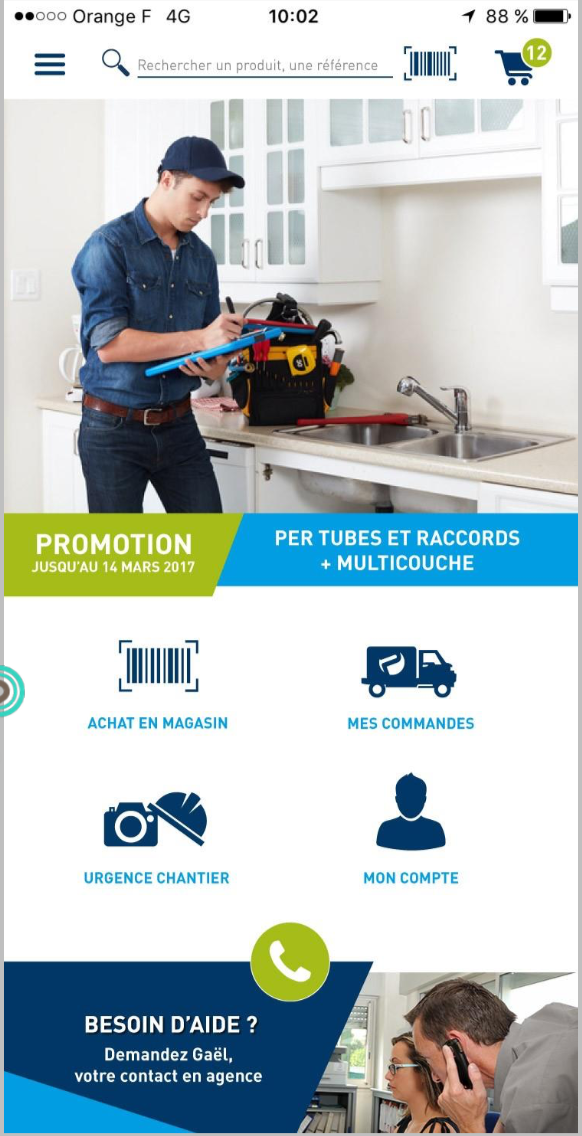 Orange F 4G 10:02 88 %
Rechercher un produit, une référence
12
PROMOTION
JUSQU'AU 14 MARS 2017
PER TUBES ET RACCORDS
+ MULTICOUCHE
ACHAT EN MAGASIN
MES COMMANDES
URGENCE CHANTIER
MON COMPTE
BESOIN D'AIDE ?
Demandez Gaël,
votre contact en agence